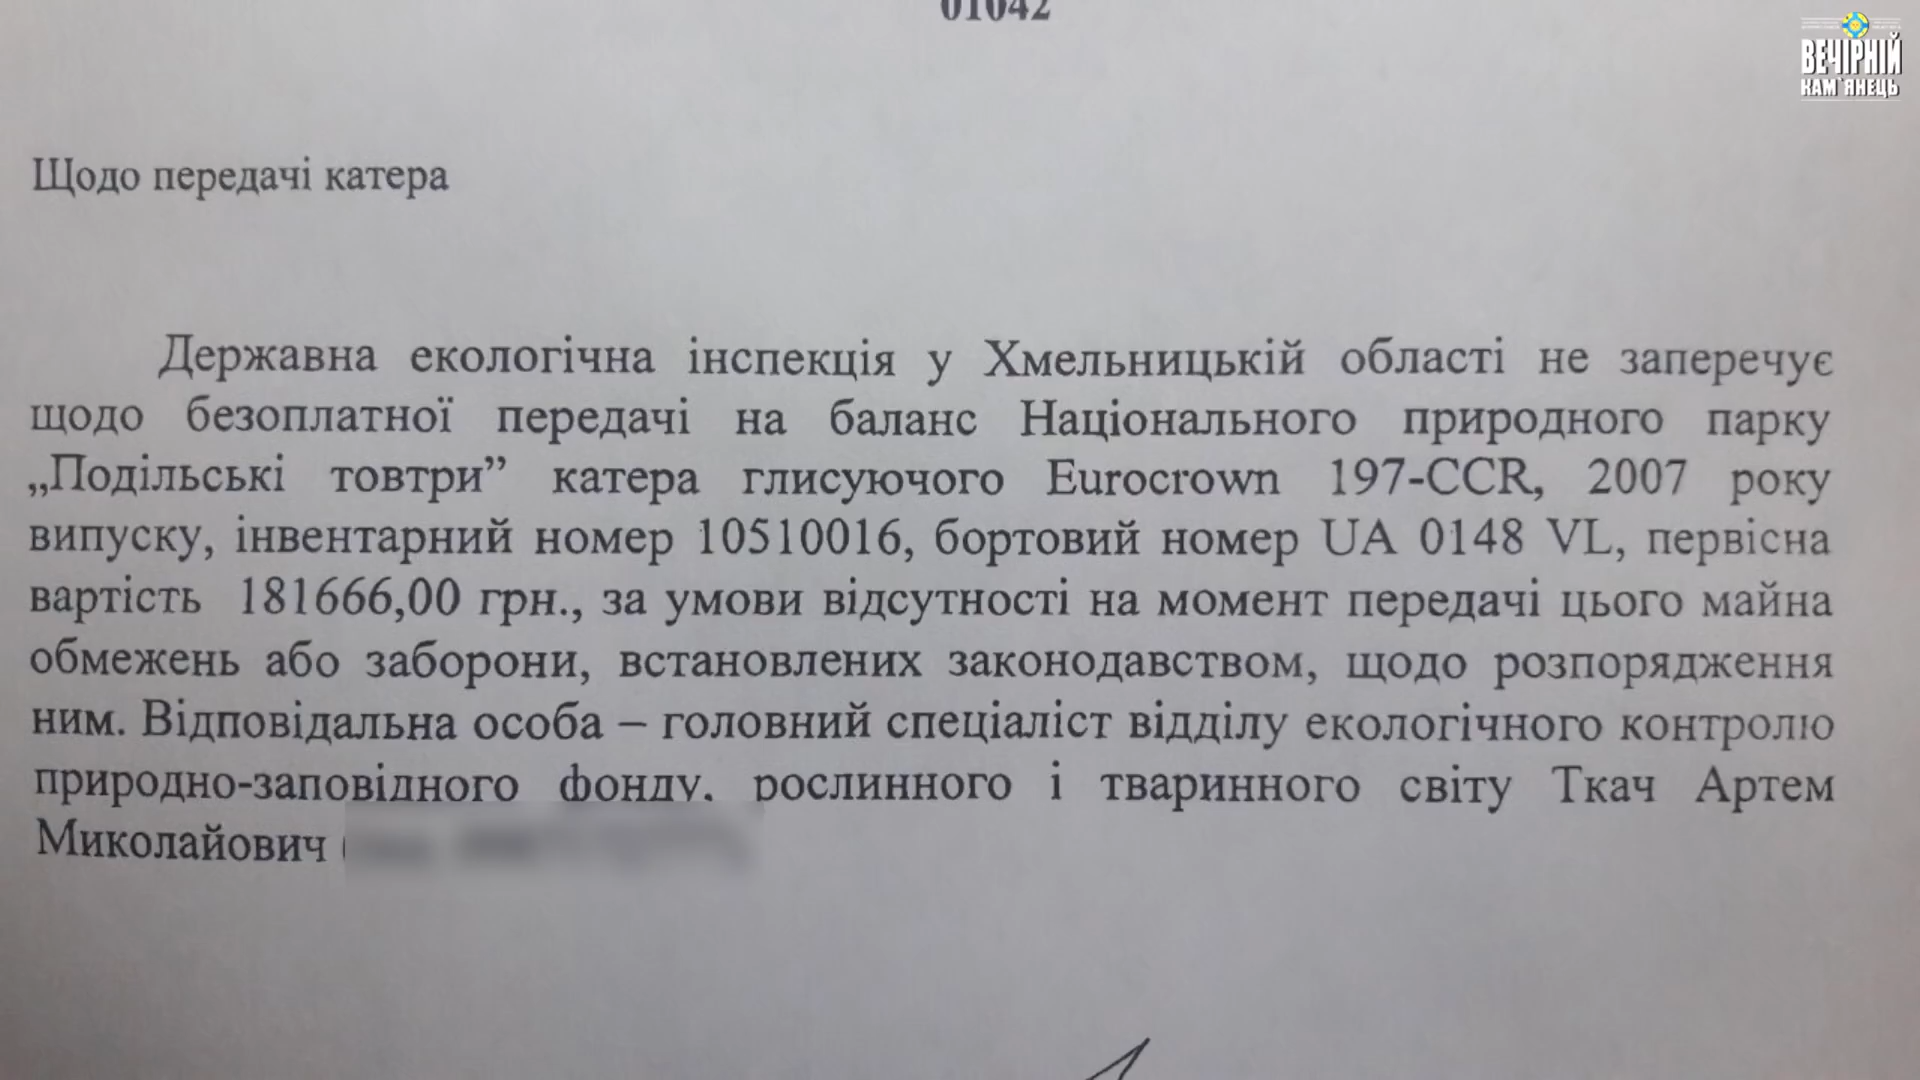 01042
ВЕЧІРНІЙ
КАМ'ЯНЕЦЬ
Щодо передачі катера
Державна екологічна інспекція у Хмельницькій області не заперечує
щодо безоплатної передачі на баланс Національного природного парку
„Подільські товтри” катера глисуючого Eurocrown 197-CCR, 2007 року
випуску, інвентарний номер 10510016, бортовий номер UA 0148 VL, первісна
вартість 181666,00 грн., за умови відсутності на момент передачі цього майна
обмежень або заборони, встановлених законодавством, щодо розпорядження
ним. Відповідальна особа – головний спеціаліст відділу екологічного контролю
природно-заповідного фонду, рослинного і тваринного світу Ткач Артем
Миколайович (